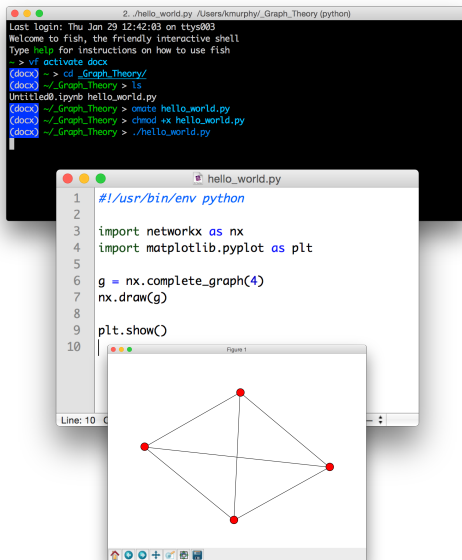 2. ./hello_world.py  /Users/kmurphy/_Graph_Theory (python)
Last login: Thu Jan 29 12:42:03 on ttys003
Welcome to fish, the friendly interactive shell
Type help for instructions on how to use fish
~ > vf activate docx
(docx) ~ > cd _Graph_Theory/
(docx) ~/_Graph_Theory > ls
Untitled0.ipynb hello_world.py
(docx) ~/_Graph_Theory > omate hello_world.py
(docx) ~/_Graph_Theory > chmod +x hello_world.py
(docx) ~/_Graph_Theory > ./hello_world.py
hello_world.py
1 #!/usr/bin/env python
2
3 import networkx as nx
4 import matplotlib.pyplot as plt
5
6 g = nx.complete_graph(4)
7 nx.draw(g)
8
9 plt.show()
10
Figure 1
Line: 10